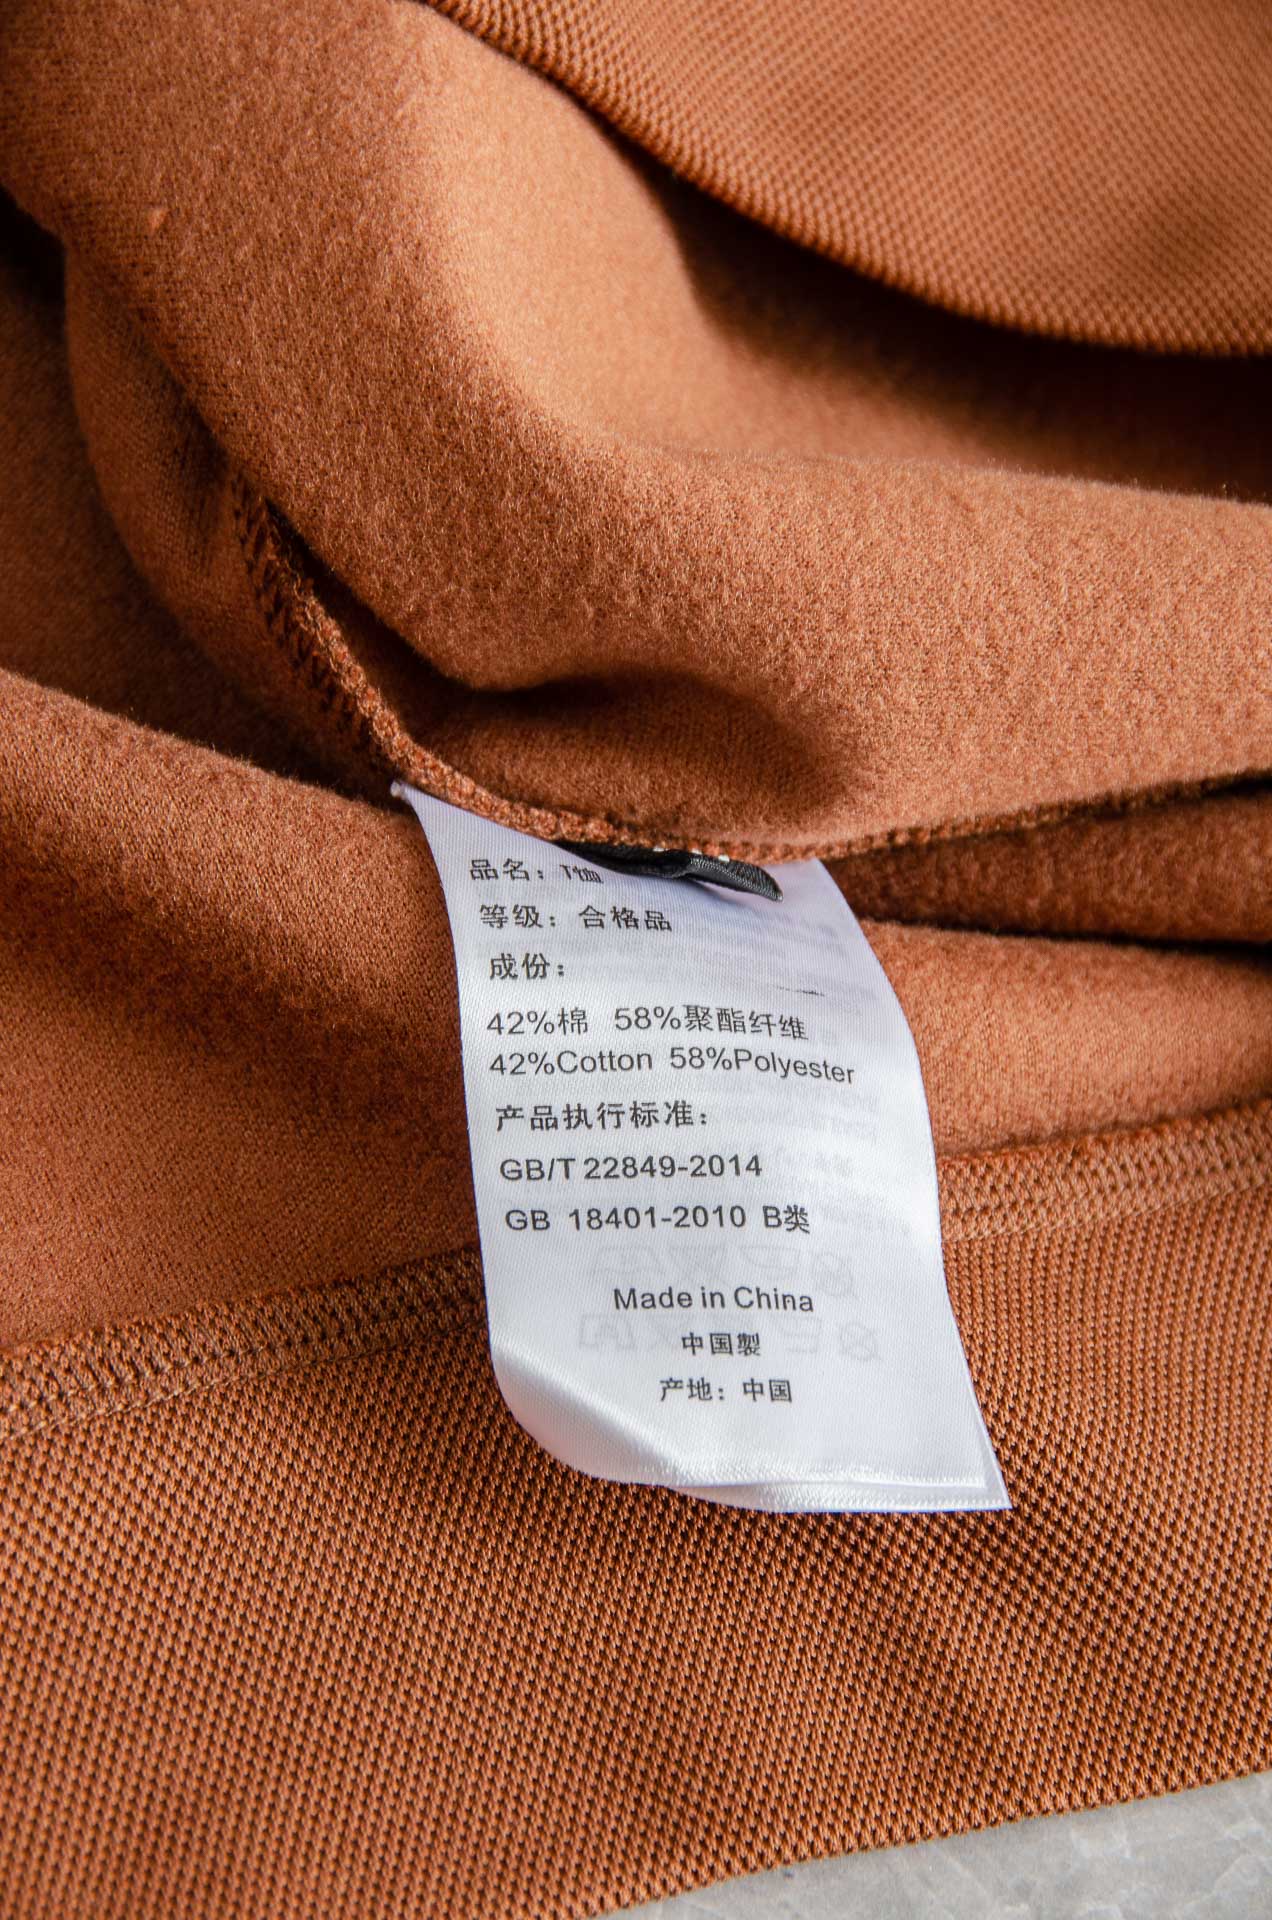 品名：T恤
等级：合格品
成份：
42%棉 58%聚酯纤维
42%Cotton 58%Polyester
产品执行标准：
GB/T 22849-2014
GB 18401-2010 B类
Made in China
中国製
产地：中国